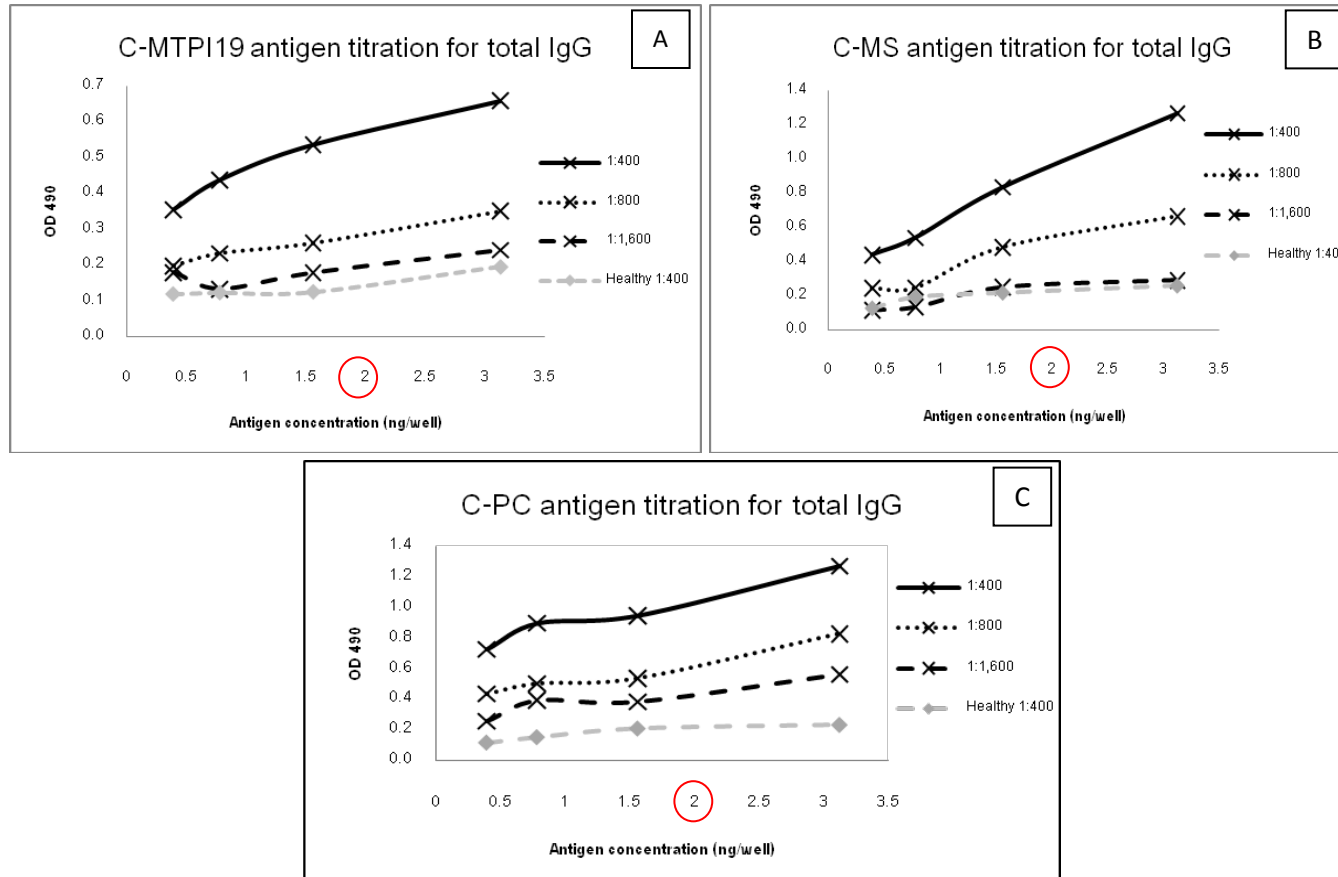 C-MTPI19 antigen titration for total IgG
A
0.7
0.6
0.5
0.4
0.3
0.2
0.1
0.0
OD 490
0 0.5 1 1.5 2 2.5 3 3.5
Antigen concentration (ng/well)
1:400
1:800
1:1,600
Healthy 1:400
C-MS antigen titration for total IgG
B
1.4
1.2
1.0
0.8
0.6
0.4
0.2
0.0
OD 490
0 0.5 1 1.5 2 2.5 3 3.5
Antigen concentration (ng/well)
1:400
1:800
1:1,600
Healthy 1:400
C-PC antigen titration for total IgG
C
1.4
1.2
1.0
0.8
0.6
0.4
0.2
0.0
OD 490
0 0.5 1 1.5 2 2.5 3 3.5
Antigen concentration (ng/well)
1:400
1:800
1:1,600
Healthy 1:400